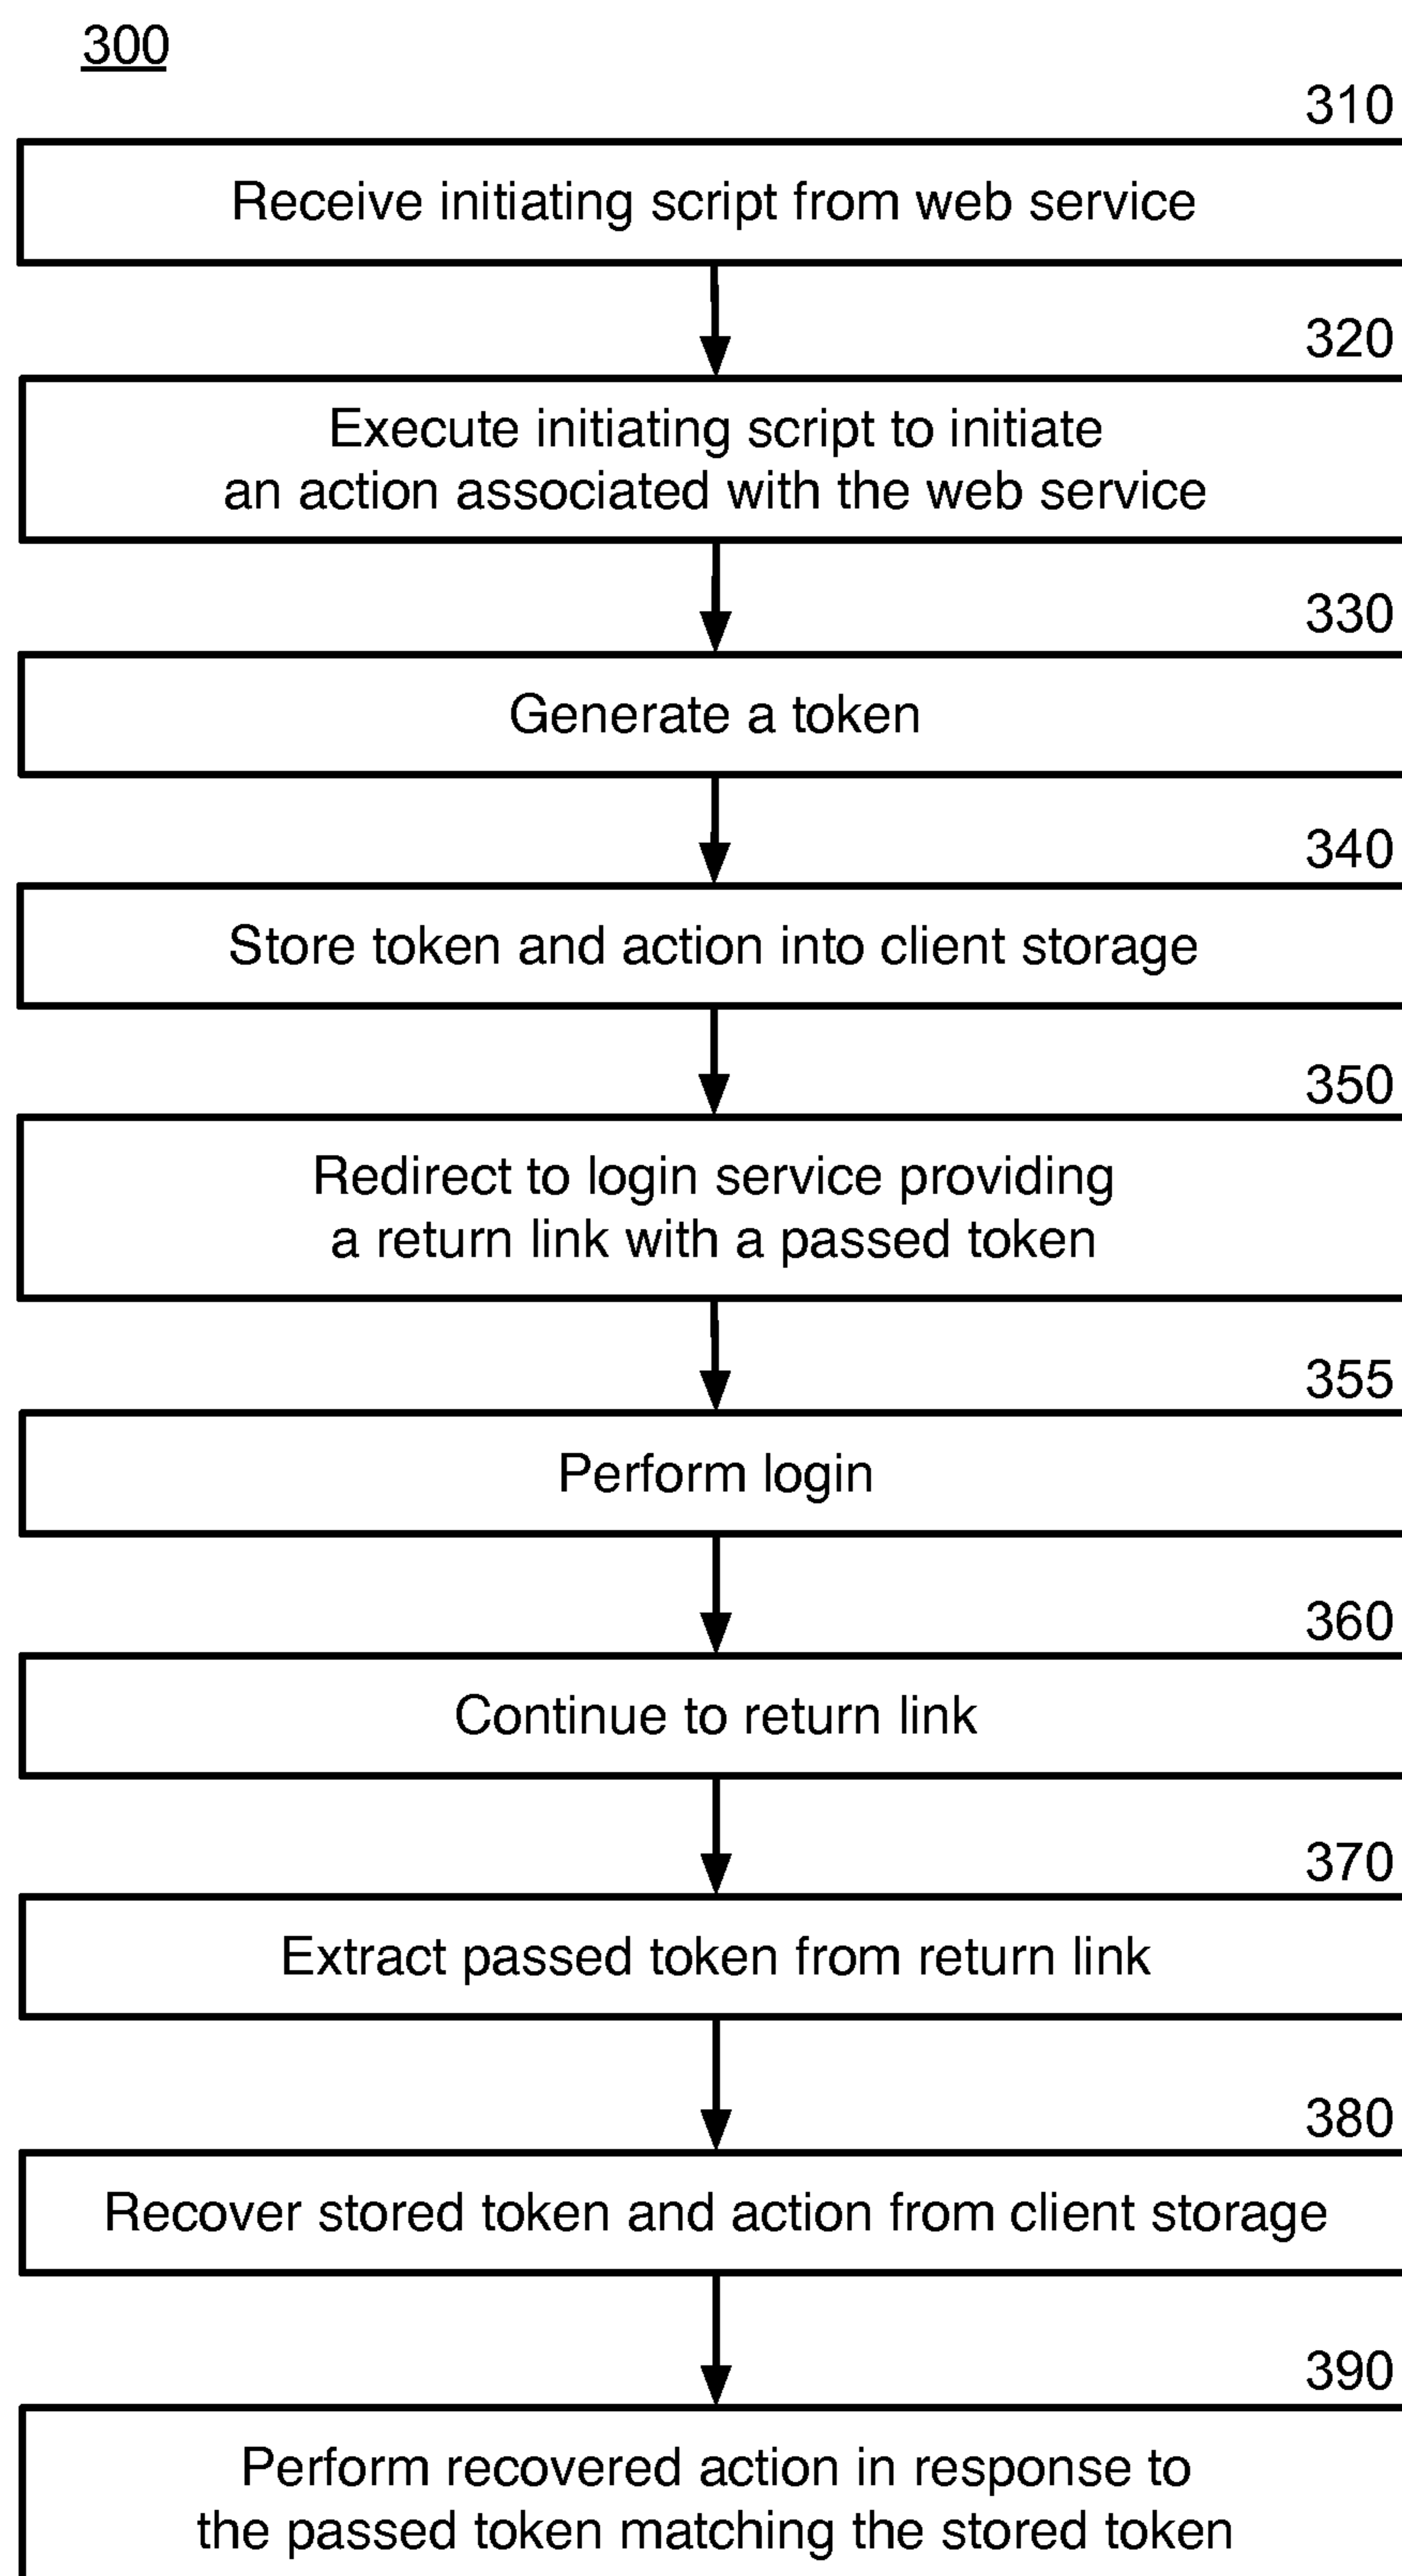 300
310
Receive initiating script from web service
320
Execute initiating script to initiate
an action associated with the web service
330
Generate a token
340
Store token and action into client storage
350
Redirect to login service providing
a return link with a passed token
355
Perform login
360
Continue to return link
370
Extract passed token from return link
380
Recover stored token and action from client storage
390
Perform recovered action in response to
the passed token matching the stored token